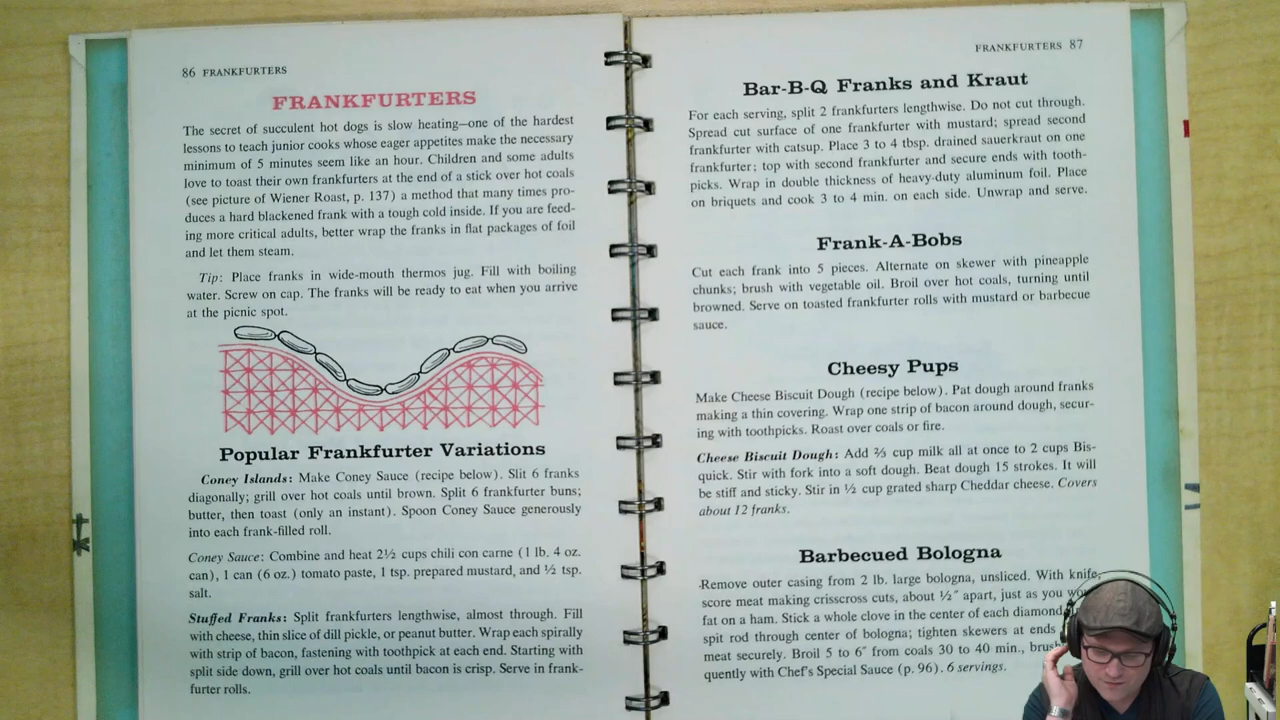 86 FRANKFURTERS
FRANKFURTERS
The secret of succulent hot dogs is slow heating—one of the hardest
lessons to teach junior cooks whose eager appetites make the necessary
minimum of 5 minutes seem like an hour. Children and some adults
love to toast their own frankfurters at the end of a stick over hot coals
(see picture of Wiener Roast, p. 137) a method that many times pro-
duces a hard blackened frank with a tough cold inside. If you are feed-
ing more critical adults, better wrap the franks in flat packages of foil
and let them steam.
Tip: Place franks in wide-mouth thermos jug. Fill with boiling
water. Screw on cap. The franks will be ready to eat when you arrive
at the picnic spot.
Popular Frankfurter Variations
Coney Islands: Make Coney Sauce (recipe below). Slit 6 franks
diagonally; grill over hot coals until brown. Split 6 frankfurter buns;
butter, then toast (only an instant). Spoon Coney Sauce generously
into each frank-filled roll.
Coney Sauce: Combine and heat 2½ cups chili con carne (1 lb. 4 oz.
can), 1 can (6 oz.) tomato paste, 1 tsp. prepared mustard, and ½ tsp.
salt.
Stuffed Franks: Split frankfurters lengthwise, almost through. Fill
with cheese, thin slice of dill pickle, or peanut butter. Wrap each spirally
with strip of bacon, fastening with toothpick at each end. Starting with
split side down, grill over hot coals until bacon is crisp. Serve in frank-
furter rolls.
FRANKFURTERS 87
Bar-B-Q Franks and Kraut
For each serving, split 2 frankfurters lengthwise. Do not cut through.
Spread cut surface of one frankfurter with mustard; spread second
frankfurter with catsup. Place 3 to 4 tbsp. drained sauerkraut on one
frankfurter; top with second frankfurter and secure ends with tooth-
picks. Wrap in double thickness of heavy-duty aluminum foil. Place
on briquets and cook 3 to 4 min. on each side. Unwrap and serve.
Frank-A-Bobs
Cut each frank into 5 pieces. Alternate on skewer with pineapple
chunks; brush with vegetable oil. Broil over hot coals, turning until
browned. Serve on toasted frankfurter rolls with mustard or barbecue
sauce.
Cheesy Pups
Make Cheese Biscuit Dough (recipe below). Pat dough around franks
making a thin covering. Wrap one strip of bacon around dough, secur-
ing with toothpicks. Roast over coals or fire.
Cheese Biscuit Dough: Add ⅔ cup milk all at once to 2 cups Bis-
quick. Stir with fork into a soft dough. Beat dough 15 strokes. It will
be stiff and sticky. Stir in ½ cup grated sharp Cheddar cheese. Covers
about 12 franks.
Barbecued Bologna
Remove outer casing from 2 lb. large bologna, unsliced. With knife,
score meat making crisscross cuts, about ½″ apart, just as you
fat on a ham. Stick a whole clove in the center of each diamond.
spit rod through center of bologna; tighten skewers at ends
meat securely. Broil 5 to 6″ from coals 30 to 40 min.,
quently with Chef's Special Sauce (p. 96). 6 servings.